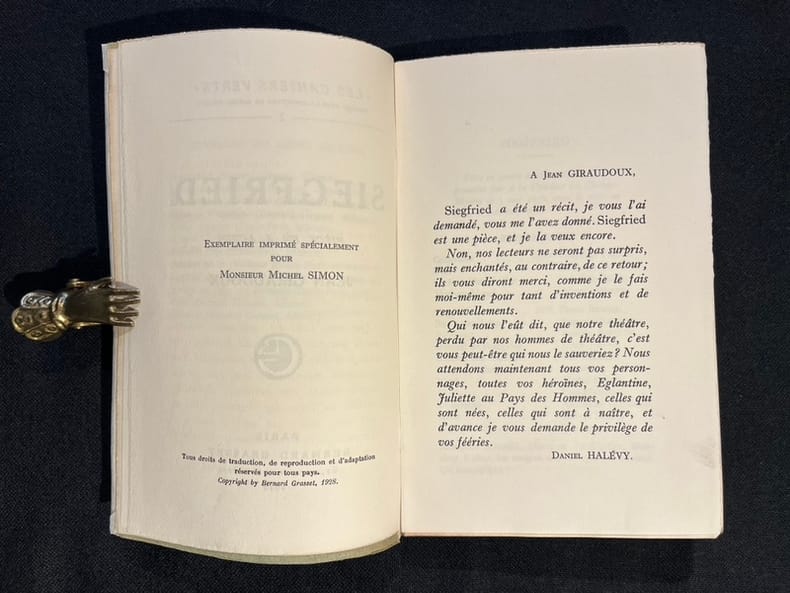 EXEMPLAIRE IMPRIMÉ SPÉCIALEMENT
POUR
MONSIEUR MICHEL SIMON
Tous droits de traduction, de reproduction et d'adaptation
réservés pour tous pays.
Copyright by Bernard Grasset, 1928.
A JEAN GIRAUDOUX,
Siegfried a été un récit, je vous l'ai
demandé, vous me l'avez donné. Siegfried
est une pièce, et je la veux encore.
Non, nos lecteurs ne seront pas surpris,
mais enchantés, au contraire, de ce retour;
ils vous diront merci, comme je le fais
moi-même pour tant d'inventions et de
renouvellements.
Qui nous l'eût dit, que notre théâtre,
perdu par nos hommes de théâtre, c'est
vous peut-être qui nous le sauveriez? Nous
attendons maintenant tous vos person-
nages, toutes vos héroïnes, Eglantine,
Juliette au Pays des Hommes, celles qui
sont nées, celles qui sont à naître, et
d'avance je vous demande le privilège de
vos féeries.
DANIEL HALÉVY.